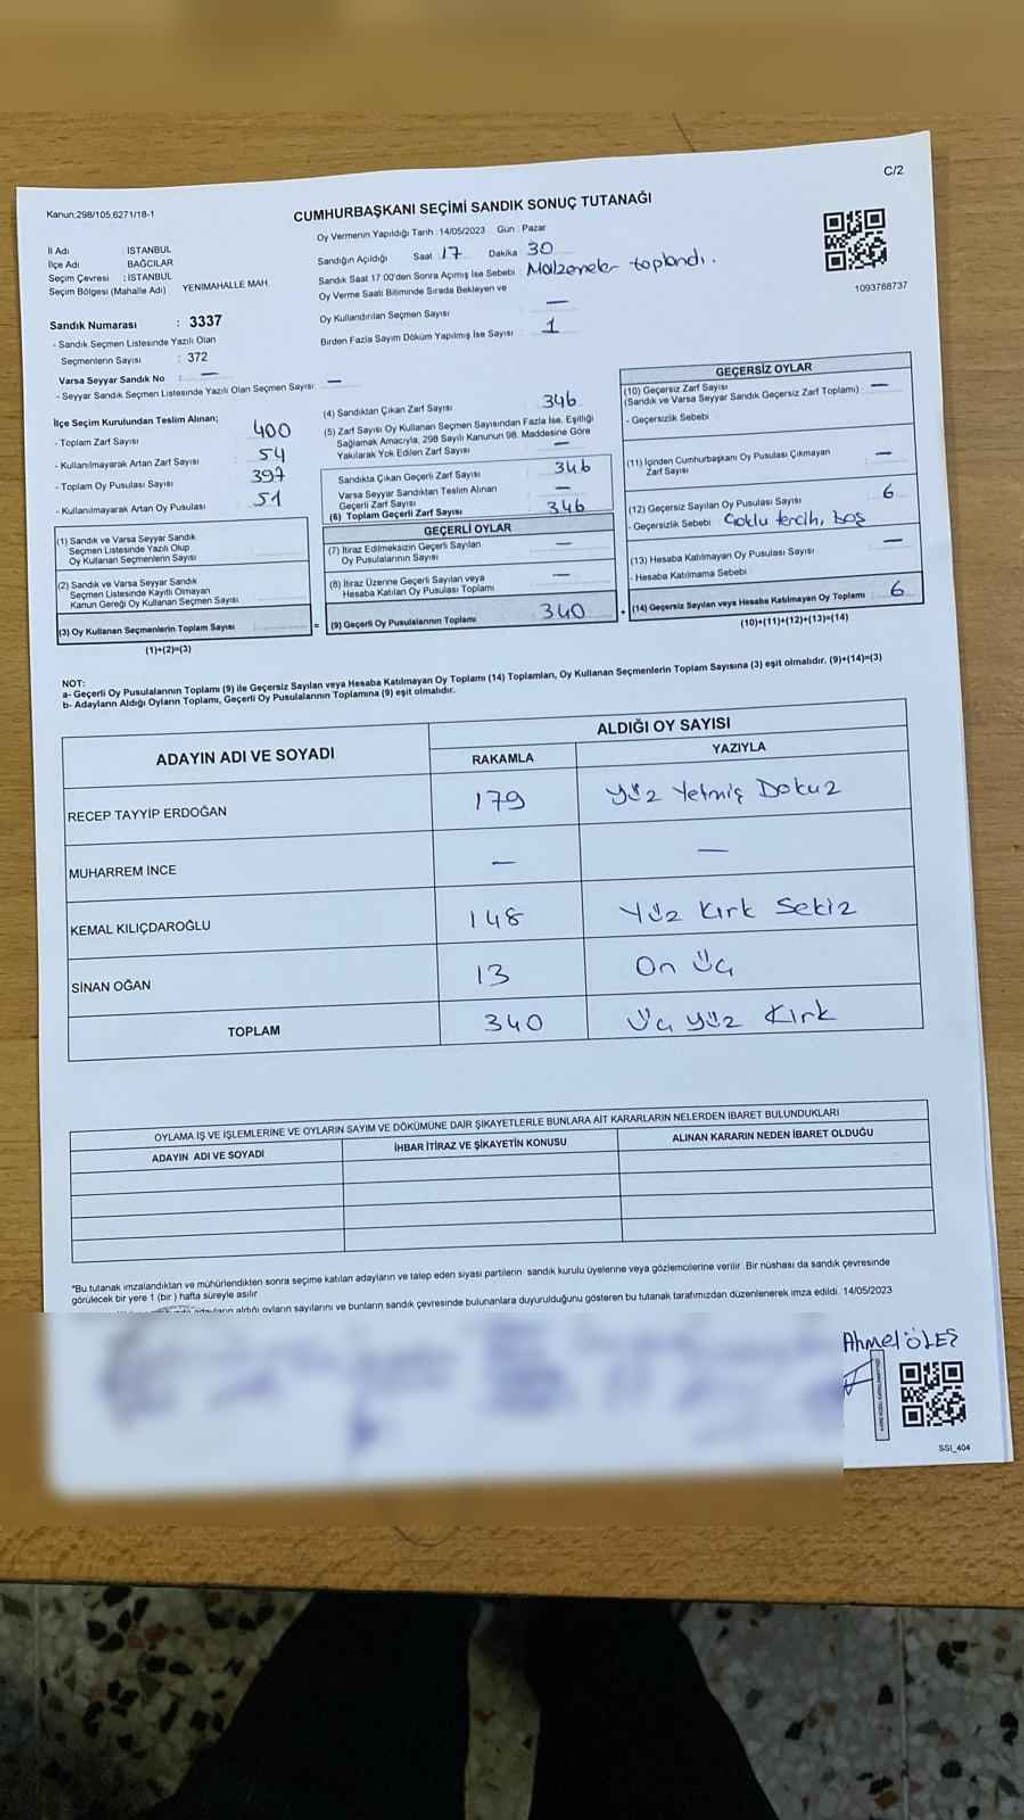 C/2
Kanun:298/105,6271/18-1
CUMHURBAŞKANI SEÇİMİ SANDIK SONUÇ TUTANAĞI
Oy Vermenin Yapıldığı Tarih : 14/05/2023 Gün : Pazar
İl Adı : İSTANBUL
İlçe Adı BAĞCILAR
Seçim Çevresi : İSTANBUL
Seçim Bölgesi (Mahalle Adı) YENİMAHALLE MAH.
Sandığın Açıldığı Saat 17 Dakika 30
Sandık Saat 17.00'den Sonra Açımış İse Sebebi Malzemeler toplandı.
Oy Verme Saati Bitiminde Sırada Bekleyen ve
Oy Kullandırılan Seçmen Sayısı —
Birden Fazla Sayım Döküm Yapılmış İse Sayısı 1
1093768737
Sandık Numarası : 3337
- Sandık Seçmen Listesinde Yazılı Olan
Seçmenlerin Sayısı : 372
Varsa Seyyar Sandık No : —
- Seyyar Sandık Seçmen Listesinde Yazılı Olan Seçmen Sayısı —
İlçe Seçim Kurulundan Teslim Alınan;
- Toplam Zarf Sayısı 400
- Kullanılmayarak Artan Zarf Sayısı : 54
- Toplam Oy Pusulası Sayısı 397
- Kullanılmayarak Artan Oy Pusulası 51
(1) Sandık ve Varsa Seyyar Sandık
Seçmen Listesinde Yazılı Olup
Oy Kullanan Seçmenlerin Sayısı
(2) Sandık ve Varsa Seyyar Sandık
Seçmen Listesinde Kayıtlı Olmayan
Kanun Gereği Oy Kullanan Seçmen Sayısı
(3) Oy Kullanan Seçmenlerin Toplam Sayısı
(1)+(2)=(3)
(4) Sandıktan Çıkan Zarf Sayısı 346
(5) Zarf Sayısı Oy Kullanan Seçmen Sayısından Fazla İse, Eşitliği
Sağlamak Amacıyla, 298 Sayılı Kanunun 98. Maddesine Göre
Yakılarak Yok Edilen Zarf Sayısı —
Sandıkta Çıkan Geçerli Zarf Sayısı 346
Varsa Seyyar Sandıktan Teslim Alınan
Geçerli Zarf Sayısı —
(6) Toplam Geçerli Zarf Sayısı 346
GEÇERLİ OYLAR
(7) İtiraz Edilmeksizin Geçerli Sayılan
Oy Pusulalarının Sayısı —
(8) İtiraz Üzerine Geçerli Sayılan veya
Hesaba Katılan Oy Pusulası Toplamı —
= (9) Geçerli Oy Pusulalarının Toplamı 340
GEÇERSİZ OYLAR
(10) Geçersiz Zarf Sayısı
(Sandık ve Varsa Seyyar Sandık Geçersiz Zarf Toplamı) : —
- Geçersizlik Sebebi
(11) İçinden Cumhurbaşkanı Oy Pusulası Çıkmayan
Zarf Sayısı —
(12) Geçersiz Sayılan Oy Pusulası Sayısı 6
- Geçersizlik Sebebi Çoklu tercih, boş
(13) Hesaba Katılmayan Oy Pusulası Sayısı —
- Hesaba Katılmama Sebebi
+ (14) Geçersiz Sayılan veya Hesaba Katılmayan Oy Toplamı 6
(10)+(11)+(12)+(13)=(14)
NOT:
a- Geçerli Oy Pusulalarının Toplamı (9) ile Geçersiz Sayılan veya Hesaba Katılmayan Oy Toplamı (14) Toplamları, Oy Kullanan Seçmenlerin Toplam Sayısına (3) eşit olmalıdır. (9)+(14)=(3)
b- Adayların Aldığı Oyların Toplamı, Geçerli Oy Pusulalarının Toplamına (9) eşit olmalıdır.
ADAYIN ADI VE SOYADI
ALDIĞI OY SAYISI
RAKAMLA YAZIYLA
RECEP TAYYİP ERDOĞAN 179 Yüz Yetmiş Dokuz
MUHARREM İNCE — —
KEMAL KILIÇDAROĞLU 148 Yüz Kırk Sekiz
SİNAN OĞAN 13 On Üç
TOPLAM 340 Üç yüz Kırk
OYLAMA İŞ VE İŞLEMLERİNE VE OYLARIN SAYIM VE DÖKÜMÜNE DAİR ŞİKAYETLERLE BUNLARA AİT KARARLARIN NELERDEN İBARET BULUNDUKLARI
ADAYIN ADI VE SOYADI İHBAR İTİRAZ VE ŞİKAYETİN KONUSU ALINAN KARARIN NEDEN İBARET OLDUĞU
*Bu tutanak imzalandıktan ve mühürlendikten sonra seçime katılan adayların ve talep eden siyasi partilerin sandık kurulu üyelerine veya gözlemcilerine verilir. Bir nüshası da sandık çevresinde
görülecek bir yere 1 (bir ) hafta süreyle asılır
aldığı oyların sayılarını ve bunların sandık çevresinde bulunanlara duyurulduğunu gösteren bu tutanak tarafımızdan düzenlenerek imza edildi. 14/05/2023
Ahmet
SSI_404